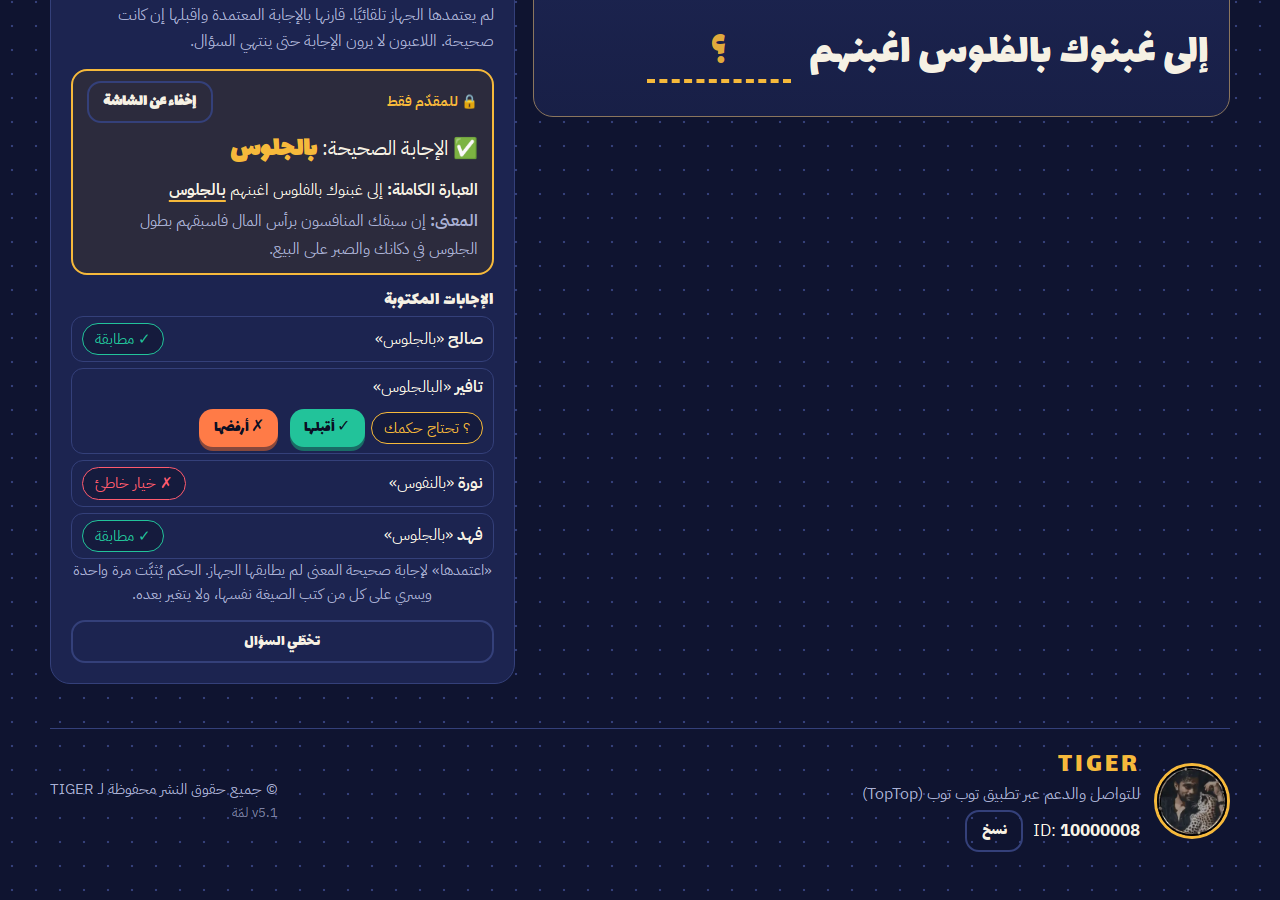 إلى غبنوك بالفلوس اغبنهم ؟
لم يعتمدها الجهاز تلقائيًا. قارنها بالإجابة المعتمدة واقبلها إن كانت
صحيحة. اللاعبون لا يرون الإجابة حتى ينتهي السؤال.
🔒 للمقدّم فقط
إخفاء عن الشاشة
✅ الإجابة الصحيحة: بالجلوس
العبارة الكاملة: إلى غبنوك بالفلوس اغبنهم بالجلوس
المعنى: إن سبقك المنافسون برأس المال فاسبقهم بطول
الجلوس في دكانك والصبر على البيع.
الإجابات المكتوبة
صالح «بالجلوس» ✓ مطابقة
تافير «البالجلوس»
؟ تحتاج حكمك ✓ أقبلها ✗ أرفضها
نورة «بالنفوس» ✗ خيار خاطئ
فهد «بالجلوس» ✓ مطابقة
«اعتمدها» لإجابة صحيحة المعنى لم يطابقها الجهاز. الحكم يُثبَّت مرة واحدة
ويسري على كل من كتب الصيغة نفسها، ولا يتغير بعده.
تخطّي السؤال
TIGER
للتواصل والدعم عبر تطبيق توب توب (TopTop)
ID: 10000008 نسخ
© جميع حقوق النشر محفوظة لـ TIGER
لمّة v5.1